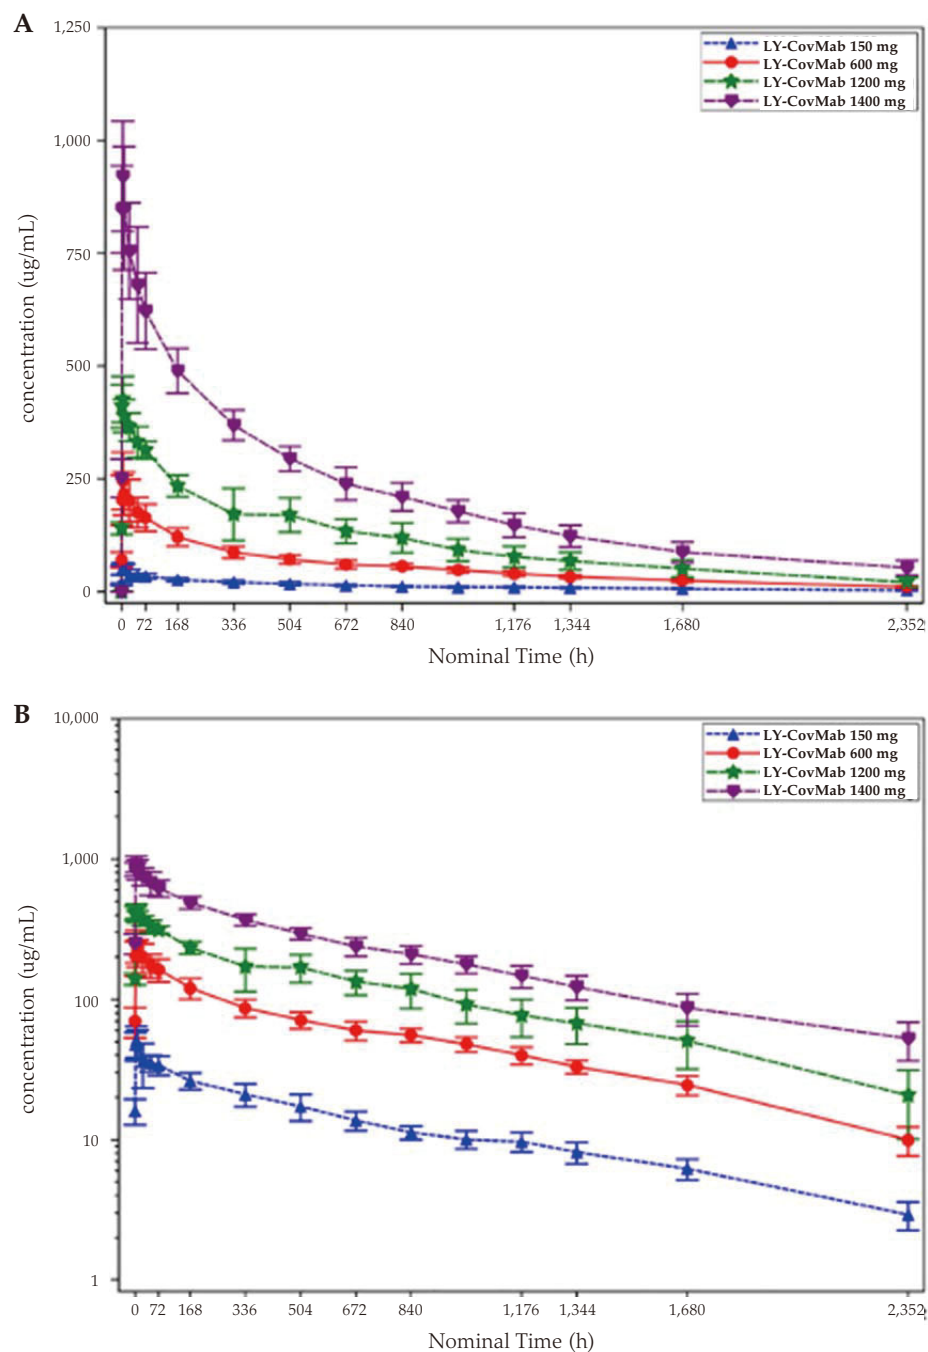 A
1,250
1,000
750
500
250
0
concentration (ug/mL)
LY-CovMab 150 mg
LY-CovMab 600 mg
LY-CovMab 1200 mg
LY-CovMab 1400 mg
0 72 168 336 504 672 840 1,176 1,344 1,680 2,352
Nominal Time (h)
B
10,000
1,000
100
10
1
concentration (ug/mL)
LY-CovMab 150 mg
LY-CovMab 600 mg
LY-CovMab 1200 mg
LY-CovMab 1400 mg
0 72 168 336 504 672 840 1,176 1,344 1,680 2,352
Nominal Time (h)